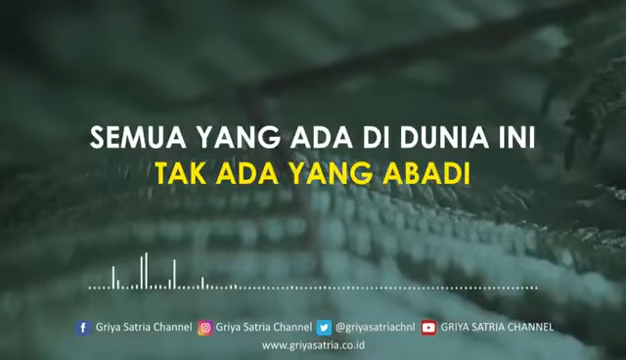 SEMUA YANG ADA DI DUNIA INI
TAK ADA YANG ABADI
Griya Satria Channel Griya Satria Channel @griyasatriachnl GRIYA SATRIA CHANNEL
www.griyasatria.co.id